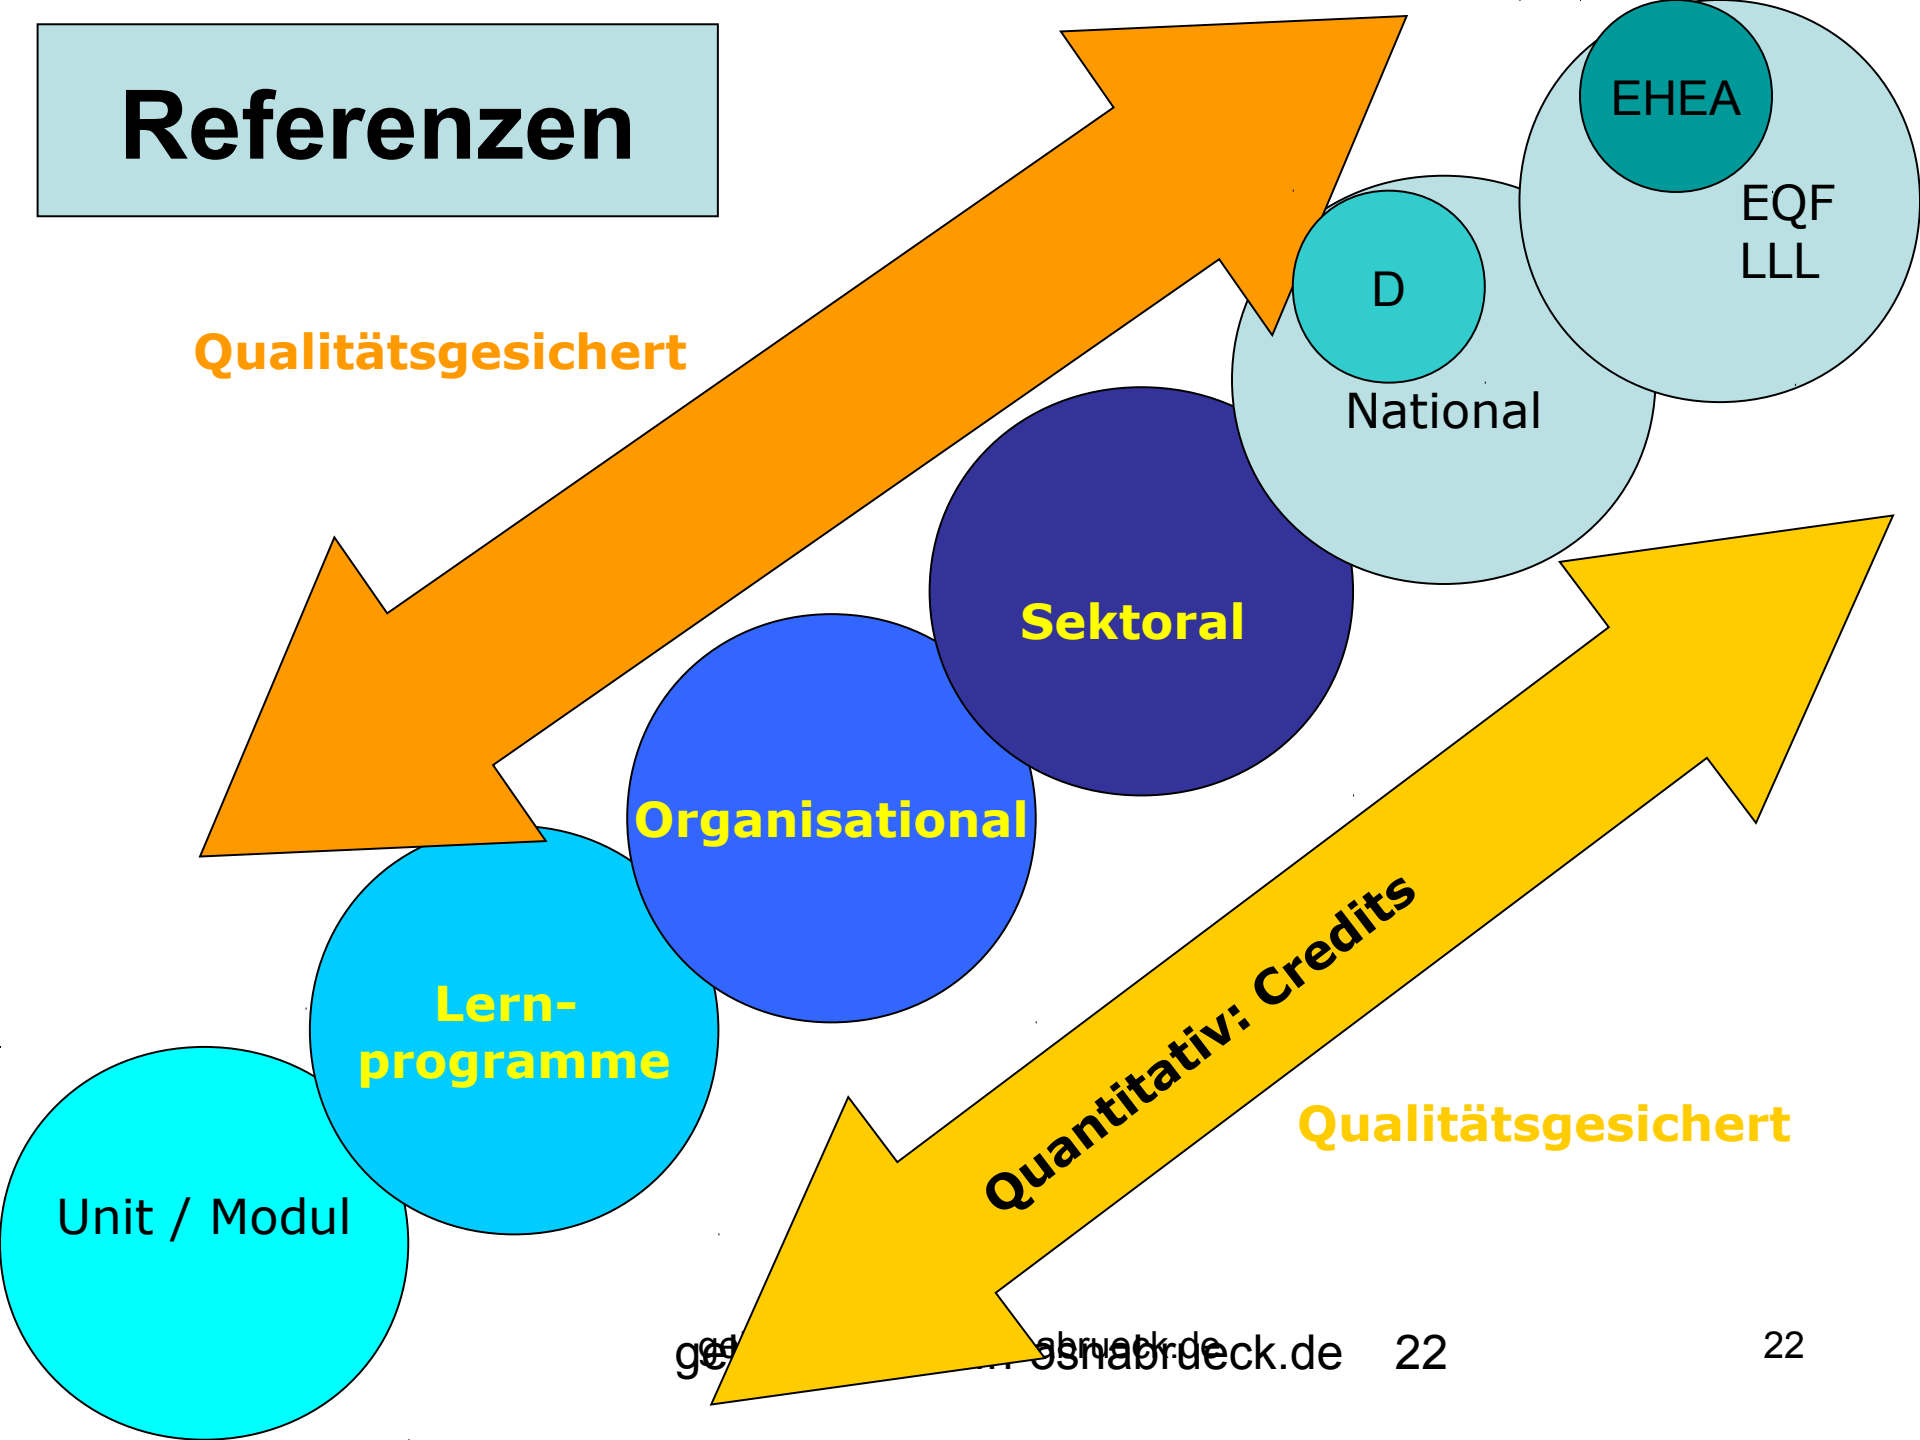 Referenzen
EHEA
EQF
LLL
D
National
Qualitätsgesichert
Sektoral
Organisational
Lern-
programme
Unit / Modul
Quantitativ: Credits
Qualitätsgesichert
22
22